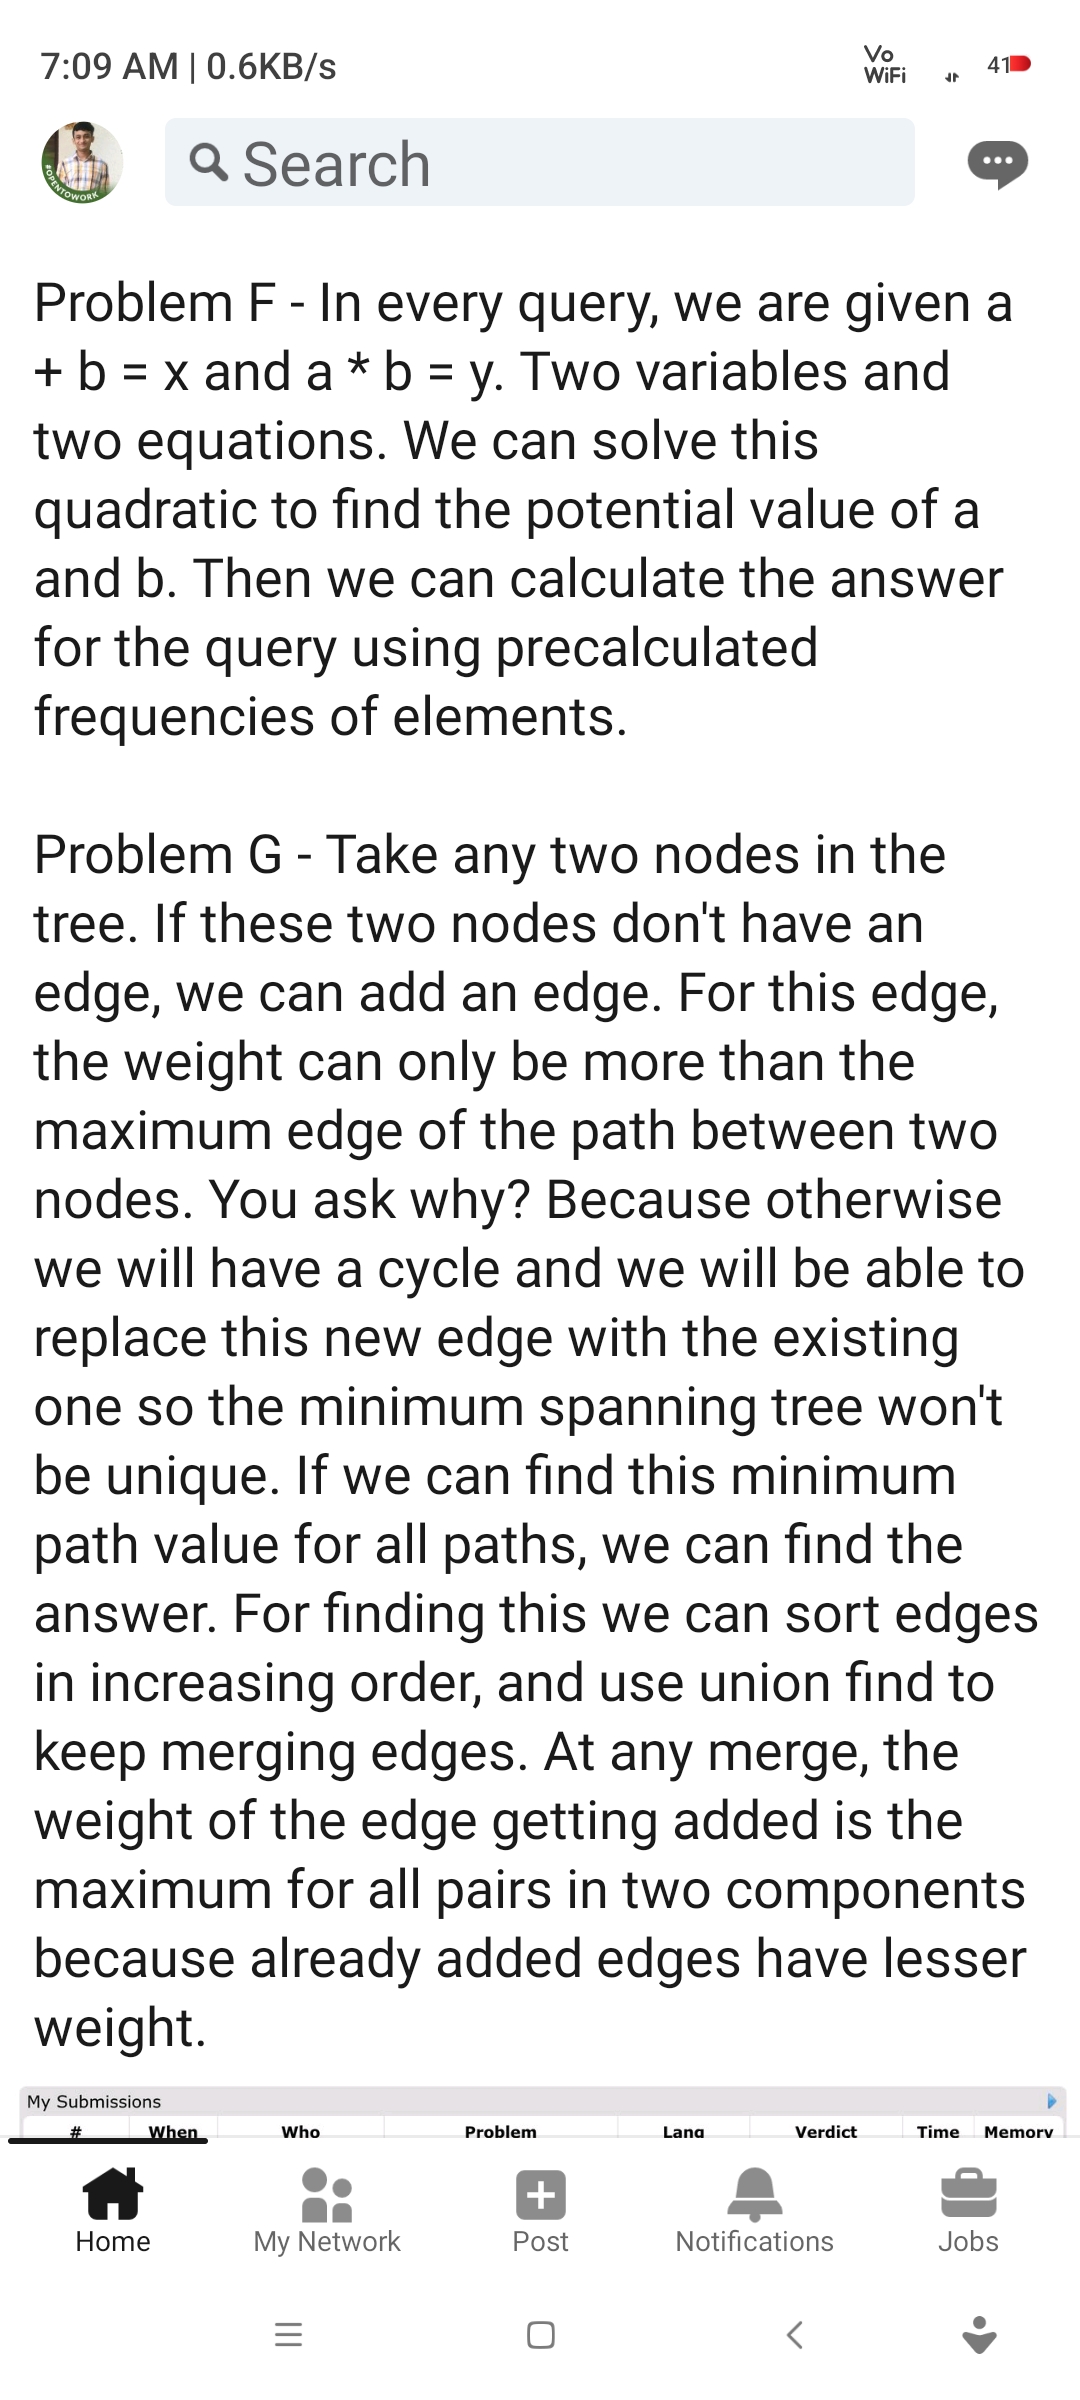 7:09 AM | 0.6KB/s
Vo
WiFi
41
#OPENTOWORK
Search
Problem F - In every query, we are given a
+ b = x and a * b = y. Two variables and
two equations. We can solve this
quadratic to find the potential value of a
and b. Then we can calculate the answer
for the query using precalculated
frequencies of elements.
Problem G - Take any two nodes in the
tree. If these two nodes don't have an
edge, we can add an edge. For this edge,
the weight can only be more than the
maximum edge of the path between two
nodes. You ask why? Because otherwise
we will have a cycle and we will be able to
replace this new edge with the existing
one so the minimum spanning tree won't
be unique. If we can find this minimum
path value for all paths, we can find the
answer. For finding this we can sort edges
in increasing order, and use union find to
keep merging edges. At any merge, the
weight of the edge getting added is the
maximum for all pairs in two components
because already added edges have lesser
weight.
My Submissions
# When Who Problem Lang Verdict Time Memory
Home My Network Post Notifications Jobs